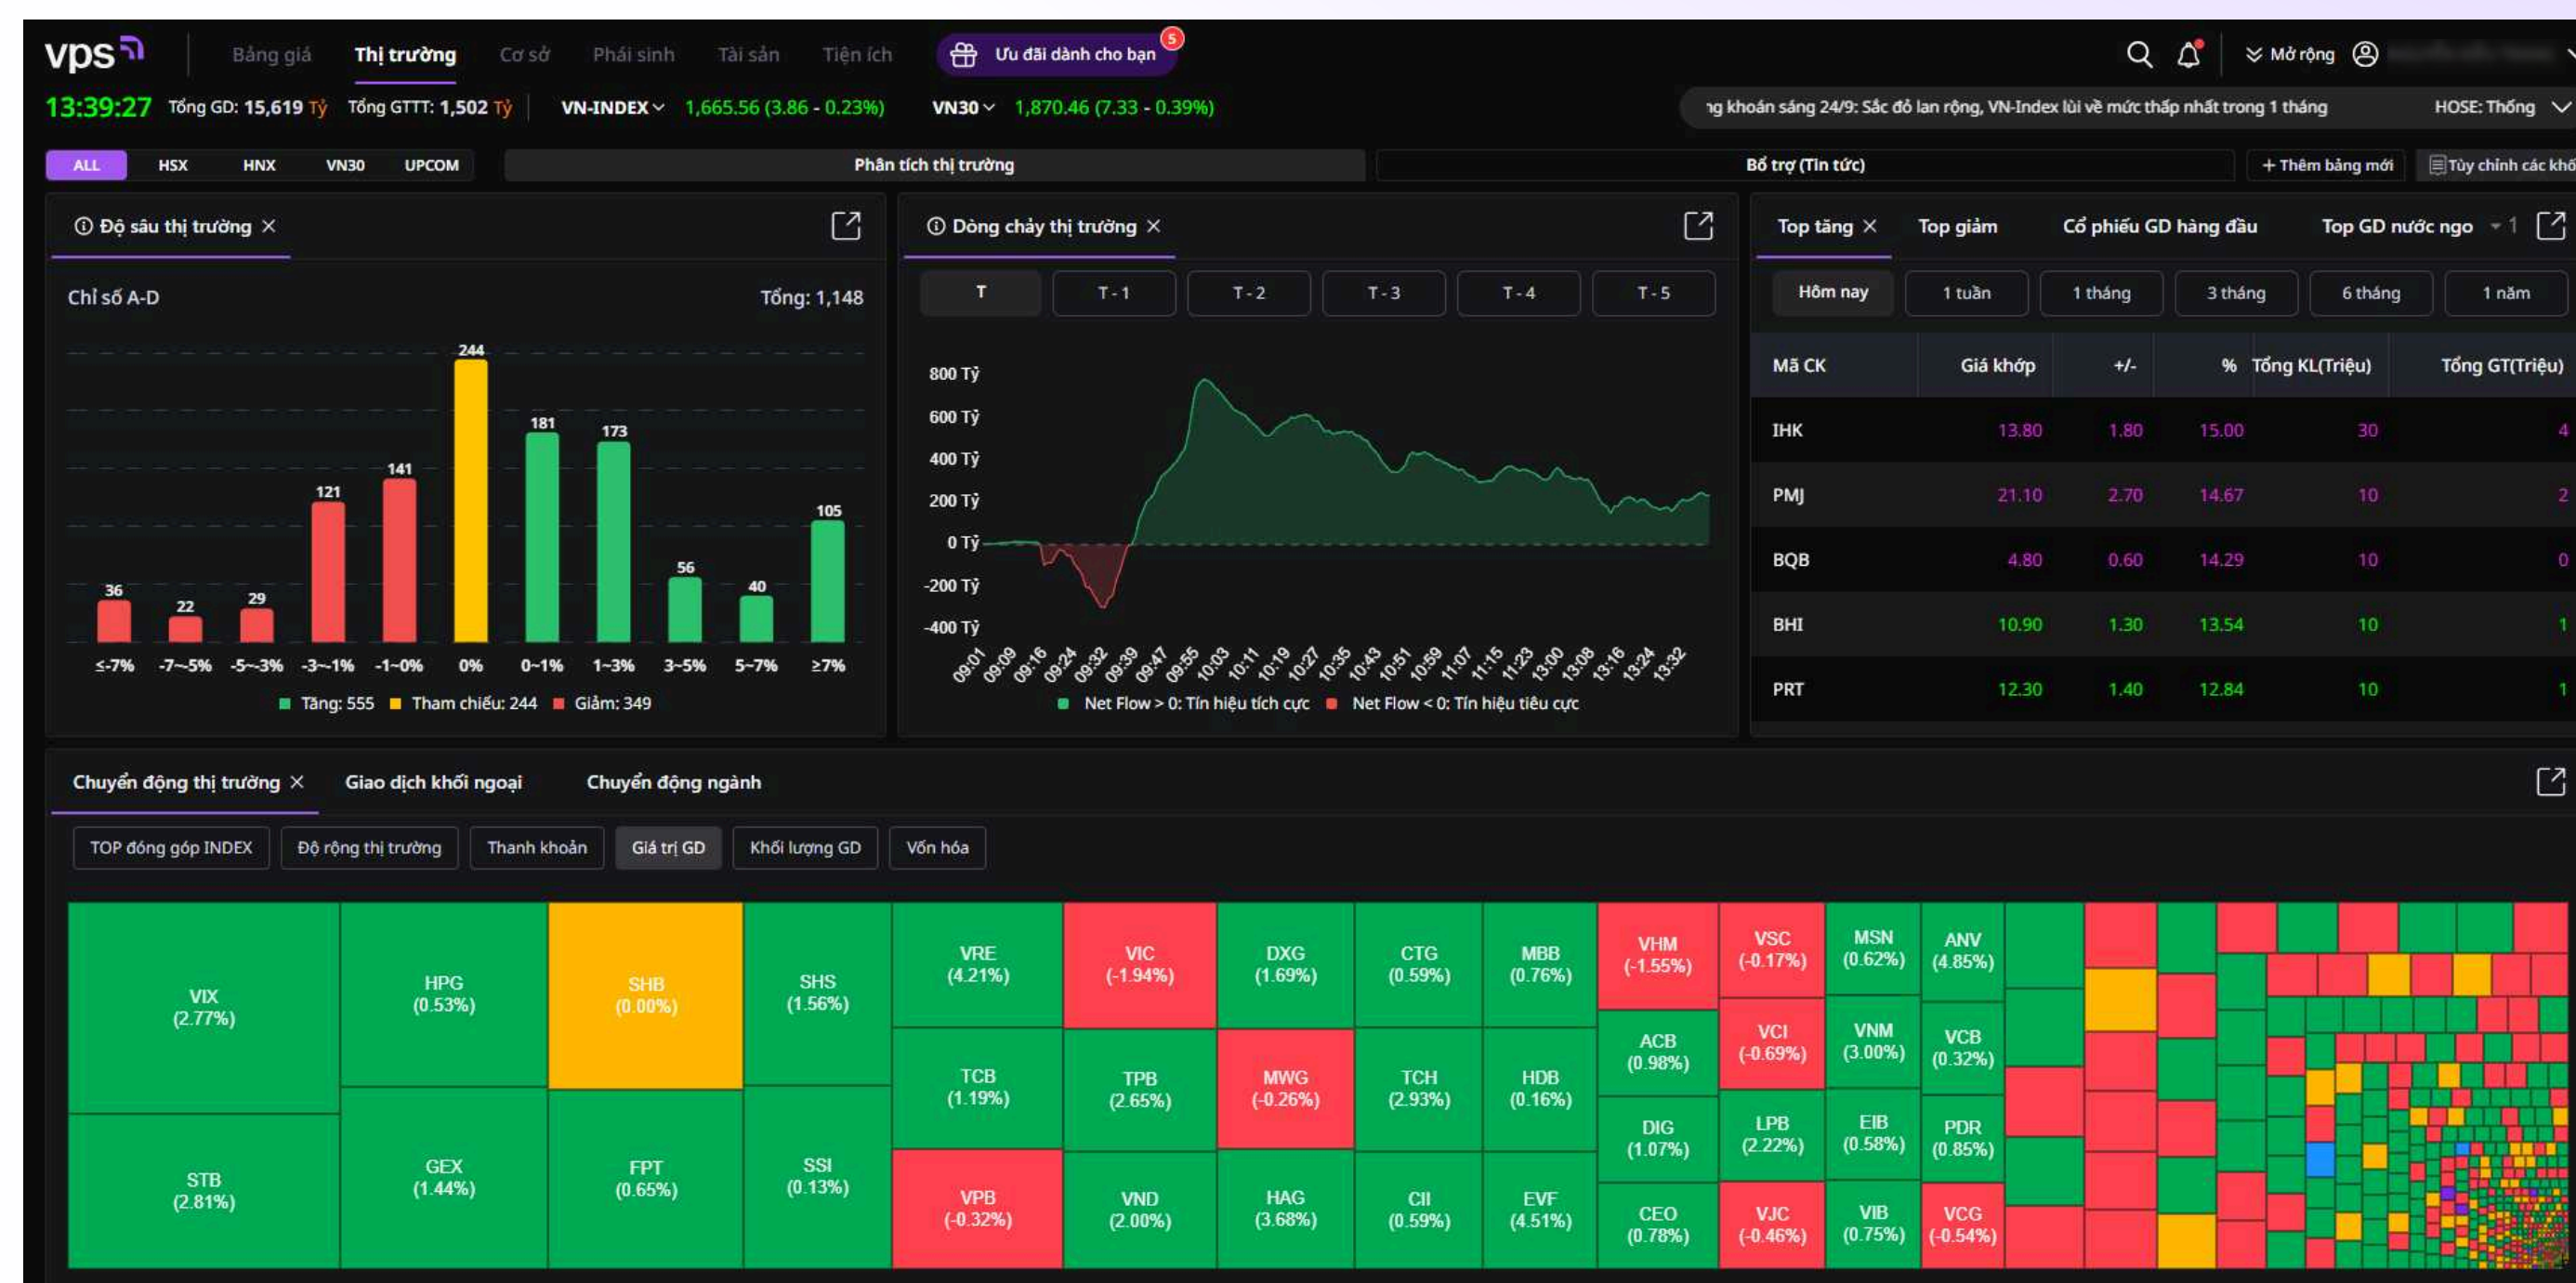 vps Bảng giá Thị trường Cơ sở Phái sinh Tài sản Tiện ích Ưu đãi dành cho bạn 5 Mở rộng
13:39:27 Tổng GD: 15,619 Tỷ Tổng GTTT: 1,502 Tỷ VN-INDEX 1,665.56 (3.86 - 0.23%) VN30 1,870.46 (7.33 - 0.39%) ng khoán sáng 24/9: Sắc đỏ lan rộng, VN-Index lùi về mức thấp nhất trong 1 tháng HOSE: Thống
ALL HSX HNX VN30 UPCOM Phân tích thị trường Bổ trợ (Tin tức) + Thêm bảng mới Tùy chỉnh các khố
Độ sâu thị trường
Chỉ số A-D Tổng: 1,148
36 22 29 121 141 244 181 173 56 40 105
≤-7% -7~-5% -5~-3% -3~-1% -1~0% 0% 0~1% 1~3% 3~5% 5~7% ≥7%
Tăng: 555 Tham chiếu: 244 Giảm: 349
Dòng chảy thị trường
T T - 1 T - 2 T - 3 T - 4 T - 5
800 Tỷ
600 Tỷ
400 Tỷ
200 Tỷ
0 Tỷ
-200 Tỷ
-400 Tỷ
09:01 09:09 09:16 09:24 09:32 09:39 09:47 09:55 10:03 10:11 10:19 10:27 10:35 10:43 10:51 10:59 11:07 11:15 11:23 13:00 13:08 13:16 13:24 13:32
Net Flow > 0: Tín hiệu tích cực Net Flow < 0: Tín hiệu tiêu cực
Top tăng Top giảm Cổ phiếu GD hàng đầu Top GD nước ngo 1
Hôm nay 1 tuần 1 tháng 3 tháng 6 tháng 1 năm
Mã CK Giá khớp +/- % Tổng KL(Triệu) Tổng GT(Triệu)
IHK 13.80 1.80 15.00 30 4
PMJ 21.10 2.70 14.67 10 2
BQB 4.80 0.60 14.29 10 0
BHI 10.90 1.30 13.54 10 1
PRT 12.30 1.40 12.84 10 1
Chuyển động thị trường Giao dịch khối ngoại Chuyển động ngành
TOP đóng góp INDEX Độ rộng thị trường Thanh khoản Giá trị GD Khối lượng GD Vốn hóa
VIX
(2.77%)
STB
(2.81%)
HPG
(0.53%)
GEX
(1.44%)
SHB
(0.00%)
FPT
(0.65%)
SHS
(1.56%)
SSI
(0.13%)
VRE
(4.21%)
TCB
(1.19%)
VPB
(-0.32%)
VIC
(-1.94%)
TPB
(2.65%)
VND
(2.00%)
DXG
(1.69%)
MWG
(-0.26%)
HAG
(3.68%)
CTG
(0.59%)
TCH
(2.93%)
CII
(0.59%)
MBB
(0.76%)
HDB
(0.16%)
EVF
(4.51%)
VHM
(-1.55%)
ACB
(0.98%)
DIG
(1.07%)
CEO
(0.78%)
VSC
(-0.17%)
VCI
(-0.69%)
LPB
(2.22%)
VJC
(-0.46%)
MSN
(0.62%)
VNM
(3.00%)
EIB
(0.58%)
VIB
(0.75%)
ANV
(4.85%)
VCB
(0.32%)
PDR
(0.85%)
VCG
(-0.54%)